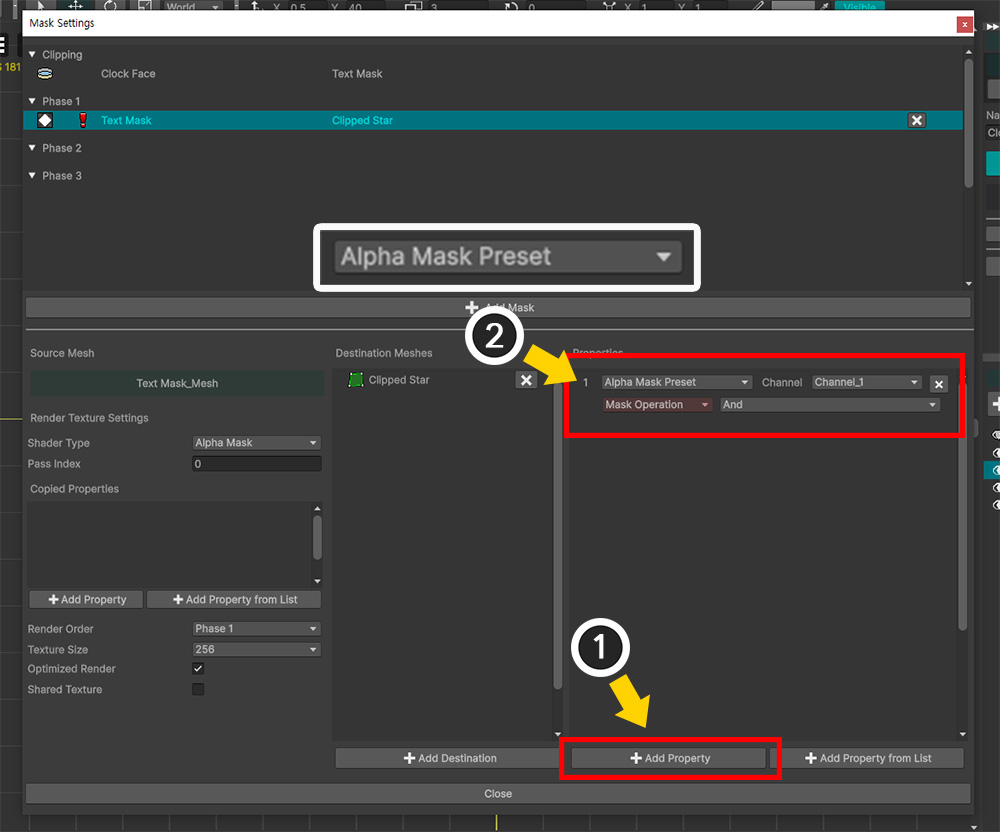 World
X
0.5
Y
40
3
0
X
1
Y
1
Visible
Mask Settings
x
S 181
Clipping
Clock Face
Text Mask
Phase 1
Text Mask
Clipped Star
Phase 2
Phase 3
Na
Clo
Alpha Mask Preset
Add Mask
2
Source Mesh
Destination Meshes
Properties
Text Mask_Mesh
Clipped Star
1
Alpha Mask Preset
Channel
Channel_1
Mask Operation
And
Render Texture Settings
Shader Type
Alpha Mask
Pass Index
0
Copied Properties
Add Property
Add Property from List
Render Order
Phase 1
Texture Size
256
Optimized Render
Shared Texture
1
Add Destination
Add Property
Add Property from List
Close